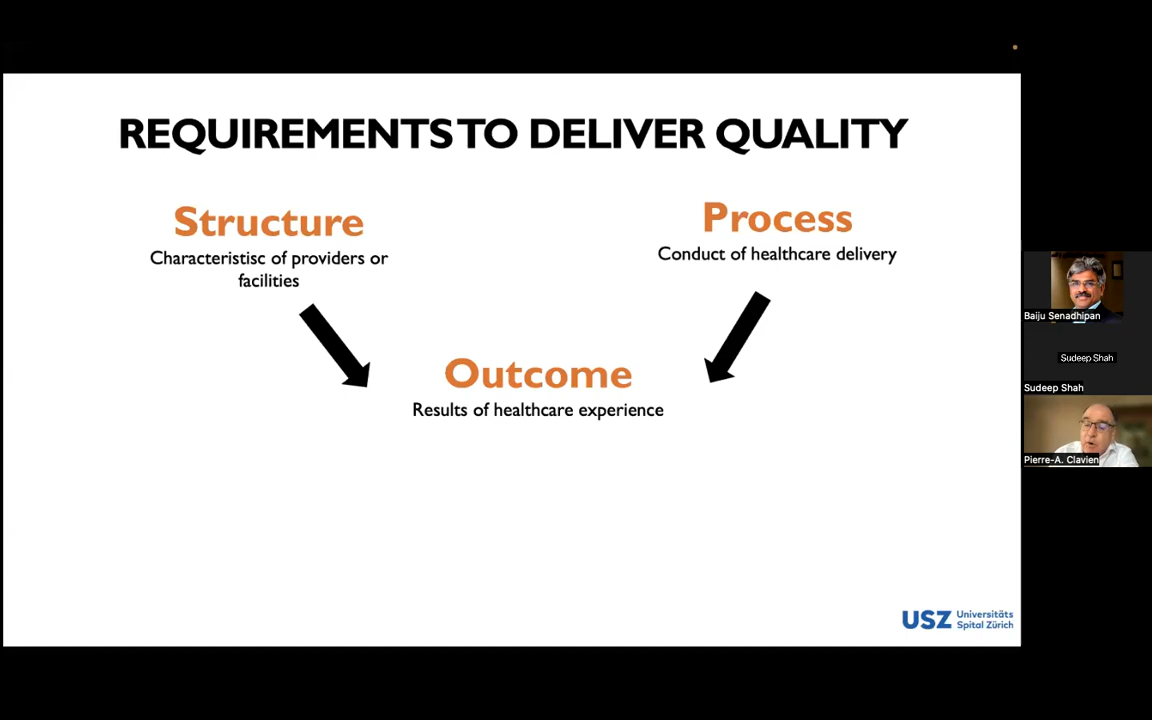 REQUIREMENTS TO DELIVER QUALITY
Structure
Characteristisc of providers or
facilities
Process
Conduct of healthcare delivery
Outcome
Results of healthcare experience
USZ Universitäts
Spital Zürich
Baiju Senadhipan
Sudeep Shah
Sudeep Shah
Pierre-A. Clavien